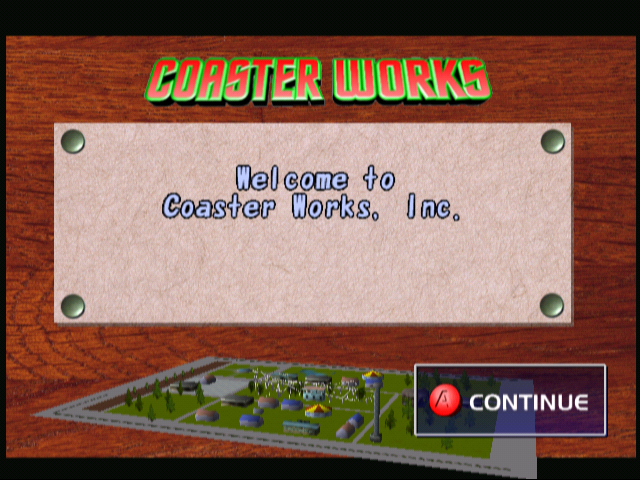 COASTER WORKS
Welcome to
Coaster Works, Inc.
A CONTINUE